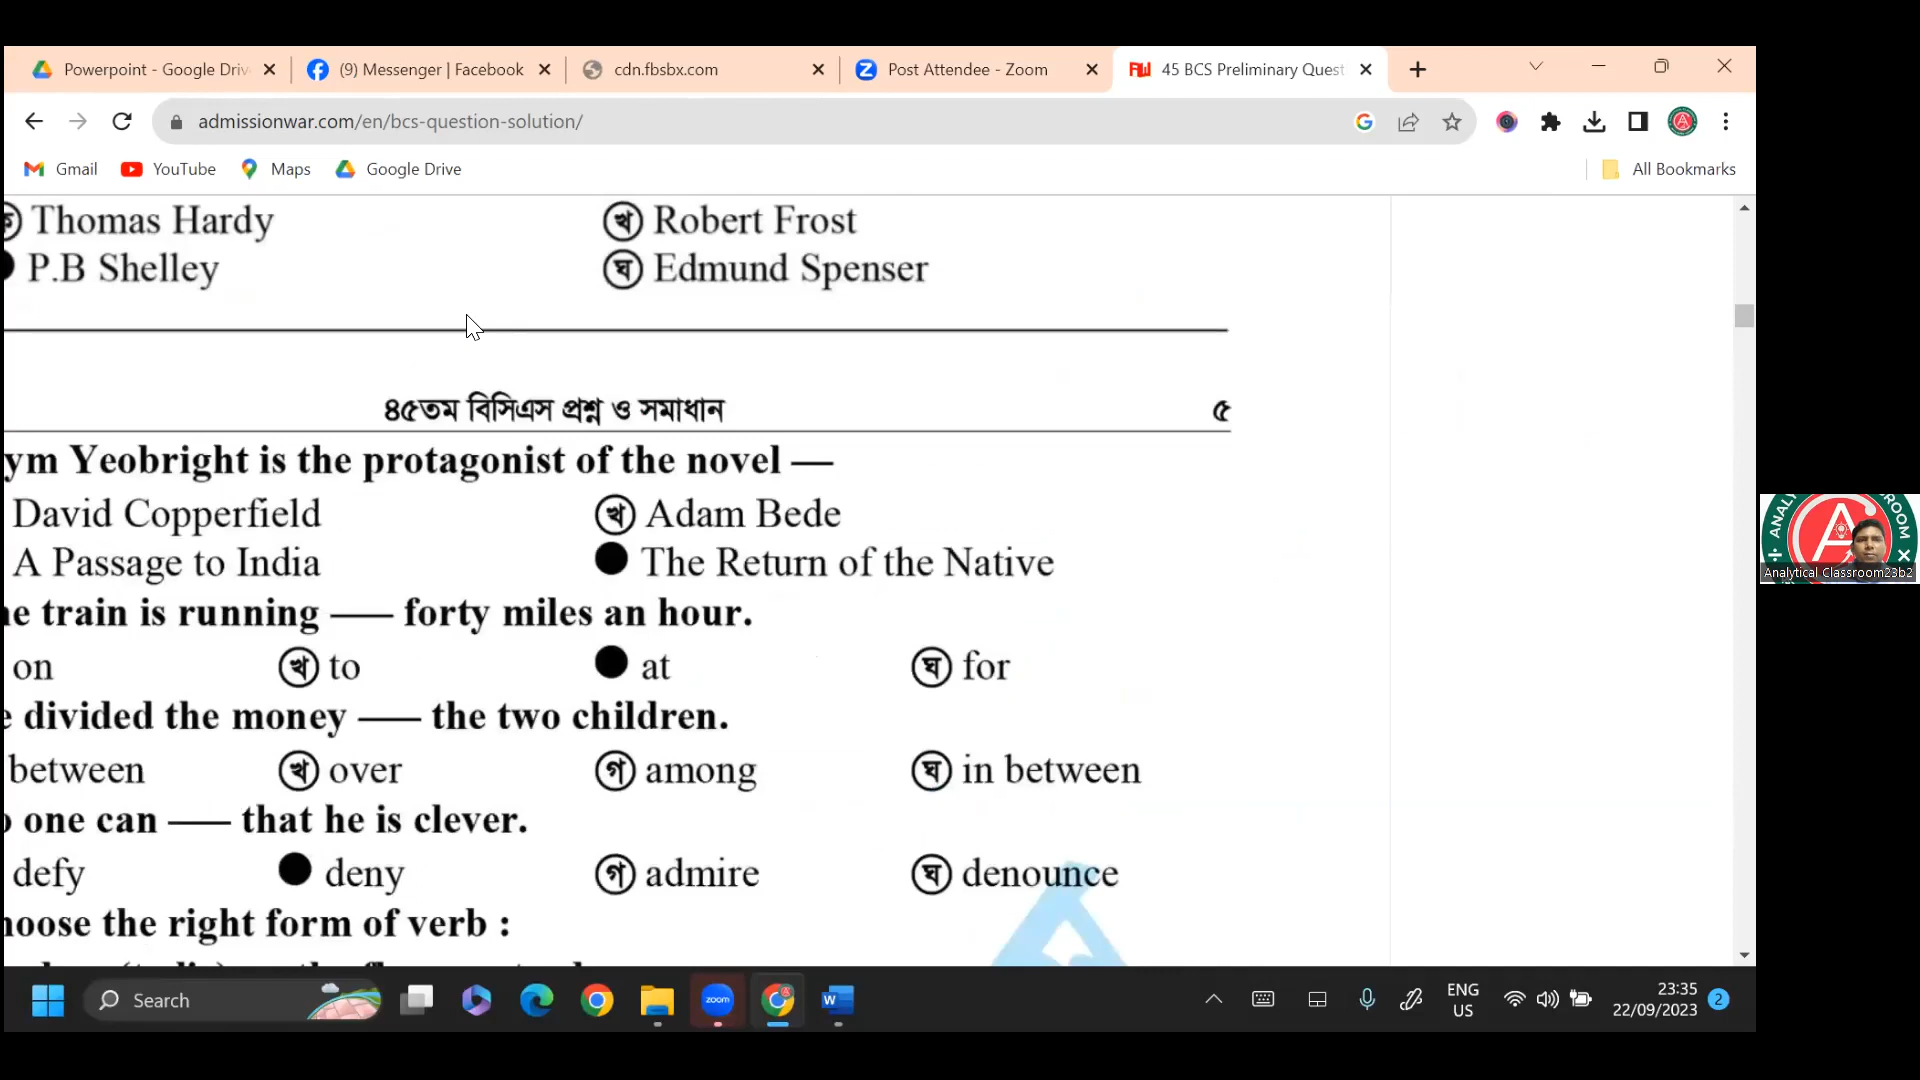 Powerpoint - Google Driv
(9) Messenger | Facebook
cdn.fbsbx.com
Post Attendee - Zoom
45 BCS Preliminary Quest
admissionwar.com/en/bcs-question-solution/
Gmail YouTube Maps Google Drive All Bookmarks
Thomas Hardy খ Robert Frost
P.B Shelley ঘ Edmund Spenser
৪৫তম বিসিএস প্রশ্ন ও সমাধান ৫
ym Yeobright is the protagonist of the novel —
David Copperfield খ Adam Bede
A Passage to India The Return of the Native
e train is running —— forty miles an hour.
on খ to at ঘ for
e divided the money —— the two children.
between খ over গ among ঘ in between
one can —— that he is clever.
defy deny গ admire ঘ denounce
oose the right form of verb :
Analytical Classroom23b2
Search
zoom
ENG
US
23:35
22/09/2023
2